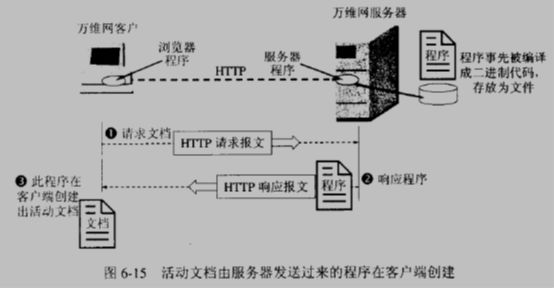 万维网客户
万维网服务器
浏览器
程序
服务器
程序
HTTP
程序
程序事先被编译
成二进制代码，
存放为文件
❶ 请求文档
HTTP 请求报文
❸ 此程序在
客户端创建
出活动文档
HTTP 响应报文
程序
❷ 响应程序
文档
图 6-15 活动文档由服务器发送过来的程序在客户端创建